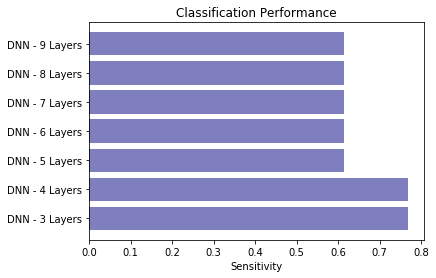 Classification Performance
DNN - 9 Layers
DNN - 8 Layers
DNN - 7 Layers
DNN - 6 Layers
DNN - 5 Layers
DNN - 4 Layers
DNN - 3 Layers
0.0 0.1 0.2 0.3 0.4 0.5 0.6 0.7 0.8
Sensitivity